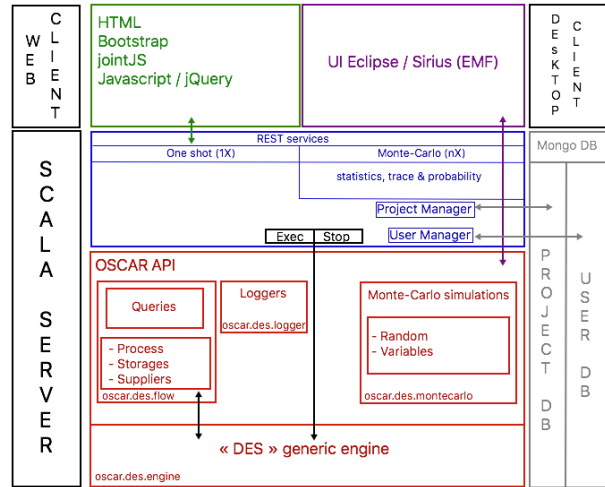 WEB
CLIENT
HTML
Bootstrap
jointJS
Javascript / jQuery
UI Eclipse / Sirius (EMF)
DEsKTOP
CLIENT
SCALA SERVER
REST services
One shot (1X)
Monte-Carlo (nX)
statistics, trace & probability
Project Manager
User Manager
Exec
Stop
Mongo DB
PROJECT DB
USER DB
OSCAR API
Queries
- Process
- Storages
- Suppliers
oscar.des.flow
Loggers
oscar.des.logger
Monte-Carlo simulations
- Random
- Variables
oscar.des.montecarlo
« DES » generic engine
oscar.des.engine